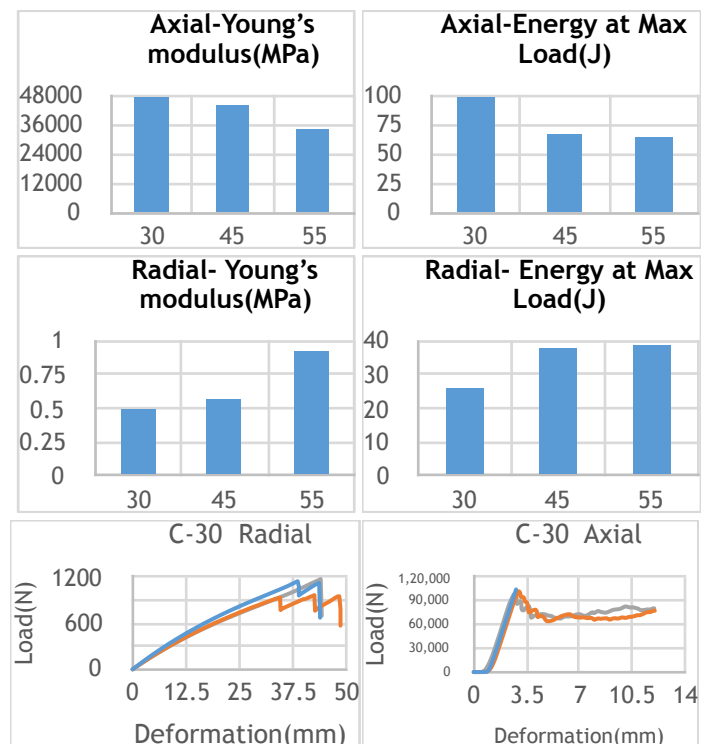 Axial-Young's
modulus(MPa)
48000
36000
24000
12000
0
30 45 55
Axial-Energy at Max
Load(J)
100
75
50
25
0
30 45 55
Radial- Young's
modulus(MPa)
1
0.75
0.5
0.25
0
30 45 55
Radial- Energy at Max
Load(J)
40
30
20
10
0
30 45 55
C-30 Radial
Load(N)
1200
600
0
0 12.5 25 37.5 50
Deformation(mm)
C-30 Axial
Load(N)
1,20,000
90,000
60,000
30,000
0
0 3.5 7 10.5 14
Deformation(mm)